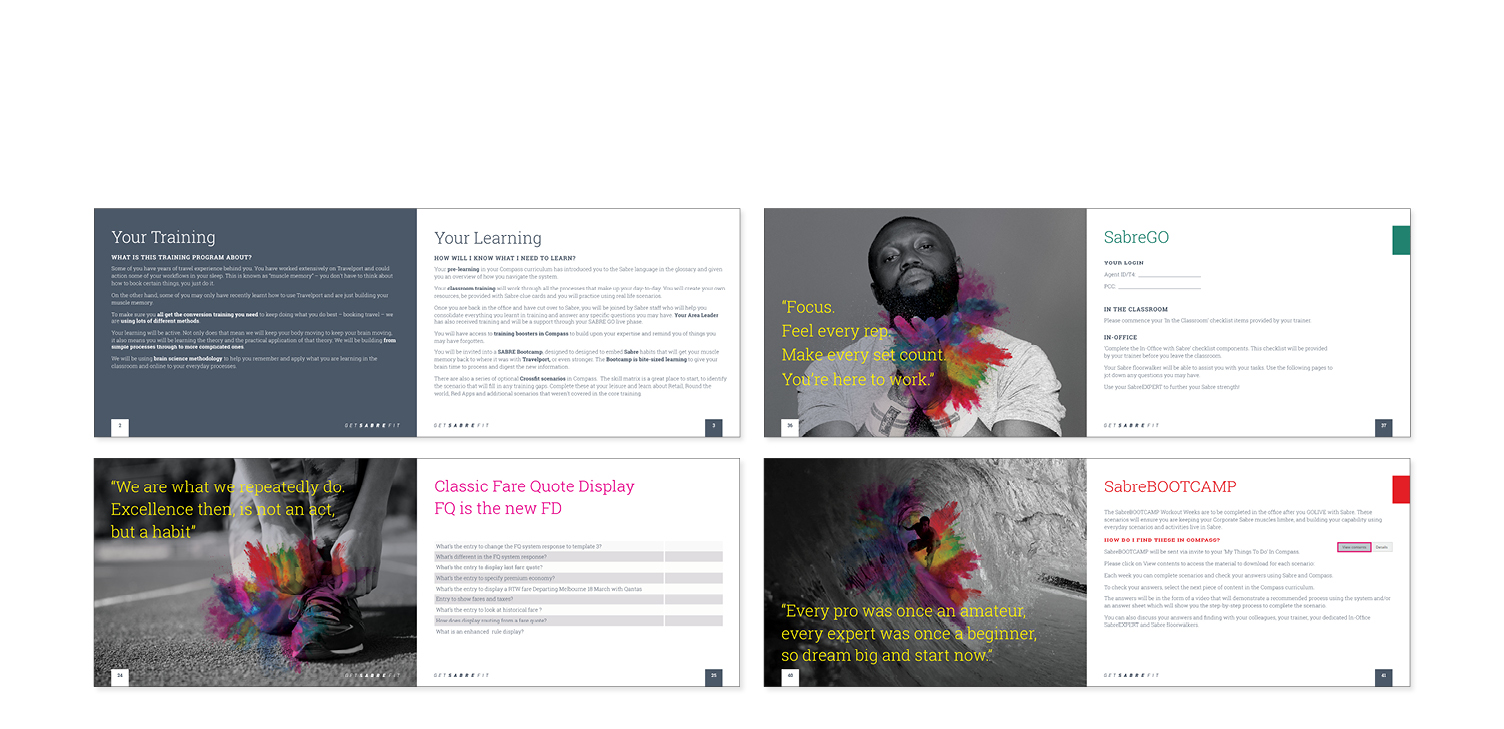 Your Training
WHAT IS THIS TRAINING PROGRAM ABOUT?
Some of you have years of travel experience behind you. You have worked extensively on Travelport and could
action some of your workflows in your sleep. This is known as "muscle memory" – you don't have to think about
how to book certain things, you just do it.
On the other hand, some of you may only have recently learnt how to use Travelport and are just building your
muscle memory.
To make sure you all get the conversion training you need to keep doing what you do best – booking travel – we
are using lots of different methods.
Your learning will be active. Not only does that mean we will keep your body moving to keep your brain moving,
it also means you will be learning the theory and the practical application of that theory. We will be building from
simple processes through to more complicated ones.
We will be using brain science methodology to help you remember and apply what you are learning in the
classroom and online to your everyday processes.
2
GETSABREFIT
Your Learning
HOW WILL I KNOW WHAT I NEED TO LEARN?
Your pre-learning in your Compass curriculum has introduced you to the Sabre language in the glossary and given
you an overview of how you navigate the system.
Your classroom training will work through all the processes that make up your day-to-day. You will create your own
resources, be provided with Sabre clue cards and you will practice using real life scenarios.
Once you are back in the office and have cut over to Sabre, you will be joined by Sabre staff who will help you
consolidate everything you learnt in training and answer any specific questions you may have. Your Area Leader
has also received training and will be a support through your SABRE GO live phase.
You will have access to training boosters in Compass to build upon your expertise and remind you of things you
may have forgotten.
You will be invited into a SABRE Bootcamp, designed to designed to embed Sabre habits that will get your muscle
memory back to where it was with Travelport, or even stronger. The Bootcamp is bite-sized learning to give your
brain time to process and digest the new information.
There are also a series of optional Crossfit scenarios in Compass. The skill matrix is a great place to start, to identify
the scenario that will fill in any training gaps. Complete these at your leisure and learn about Retail, Round the
world, Red Apps and additional scenarios that weren't covered in the core training.
GETSABREFIT
3
"Focus.
Feel every rep.
Make every set count.
You're here to work."
36
SabreGO
YOUR LOGIN
Agent ID/T4:
PCC:
IN THE CLASSROOM
Please commence your 'In the Classroom' checklist items provided by your trainer.
IN-OFFICE
'Complete the In-Office with Sabre' checklist components. This checklist will be provided
by your trainer before you leave the classroom.
Your Sabre floorwalker will be able to assist you with your tasks. Use the following pages to
jot down any questions you may have.
Use your SabreEXPERT to further your Sabre strength!
GETSABREFIT
37
"We are what we repeatedly do.
Excellence then, is not an act,
but a habit"
24
GETSABREFIT
Classic Fare Quote Display
FQ is the new FD
What's the entry to change the FQ system response to template 3?
What's different in the FQ system response?
What's the entry to display last fare quote?
What's the entry to specify premium economy?
What's the entry to display a RTW fare Departing Melbourne 18 March with Qantas
Entry to show fares and taxes?
What's the entry to look at historical fare ?
How does display routing from a fare quote?
What is an enhanced rule display?
GETSABREFIT
25
"Every pro was once an amateur,
every expert was once a beginner,
so dream big and start now."
40
SabreBOOTCAMP
The SabreBOOTCAMP Workout Weeks are to be completed in the office after you GOLIVE with Sabre. These
scenarios will ensure you are keeping your Corporate Sabre muscles limbre, and building your capability using
everyday scenarios and activities live in Sabre.
HOW DO I FIND THESE IN COMPASS?
SabreBOOTCAMP will be sent via invite to your 'My Things To Do' In Compass.
View contents
Details
Please click on View contents to access the material to download for each scenario.
Each week you can complete scenarios and check your answers using Sabre and Compass.
To check your answers, select the next piece of content in the Compass curriculum.
The answers will be in the form of a video that will demonstrate a recommended process using the system and/or
an answer sheet which will show you the step-by-step process to complete the scenario.
You can also discuss your answers and finding with your colleagues, your trainer, your dedicated In-Office
SabreEXPERT and Sabre floorwalkers.
GETSABREFIT
41